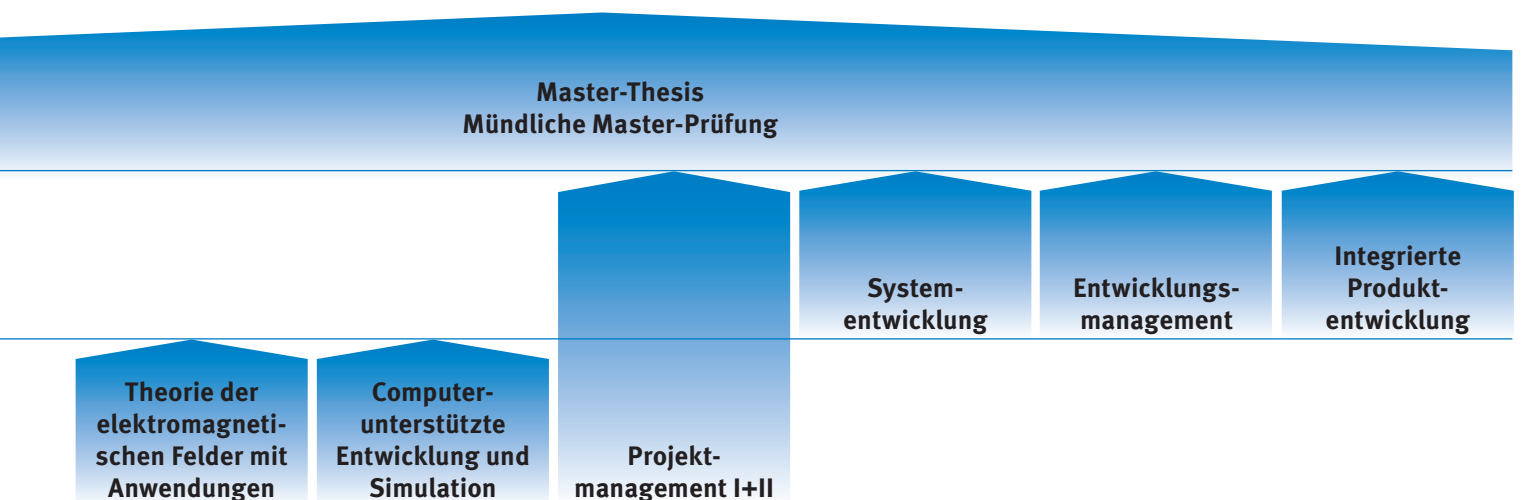 Master-Thesis
Mündliche Master-Prüfung
System-
entwicklung
Entwicklungs-
management
Integrierte
Produkt-
entwicklung
Theorie der
elektromagneti-
schen Felder mit
Anwendungen
Computer-
unterstützte
Entwicklung und
Simulation
Projekt-
management I+II